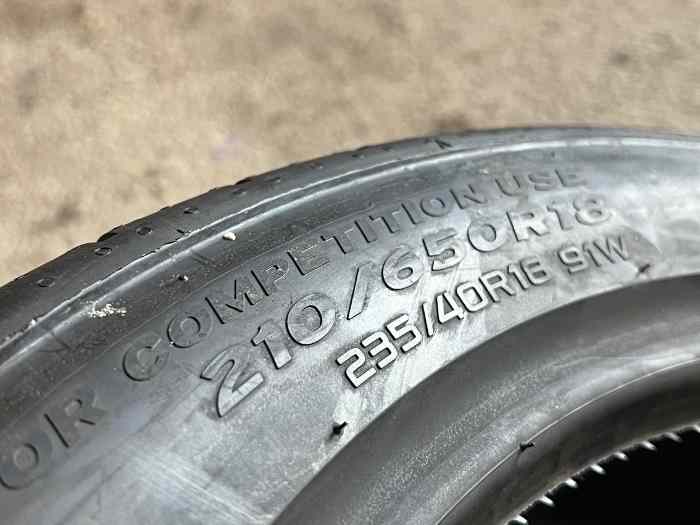 OR COMPETITION USE
210/650R18
235/40R18 91W